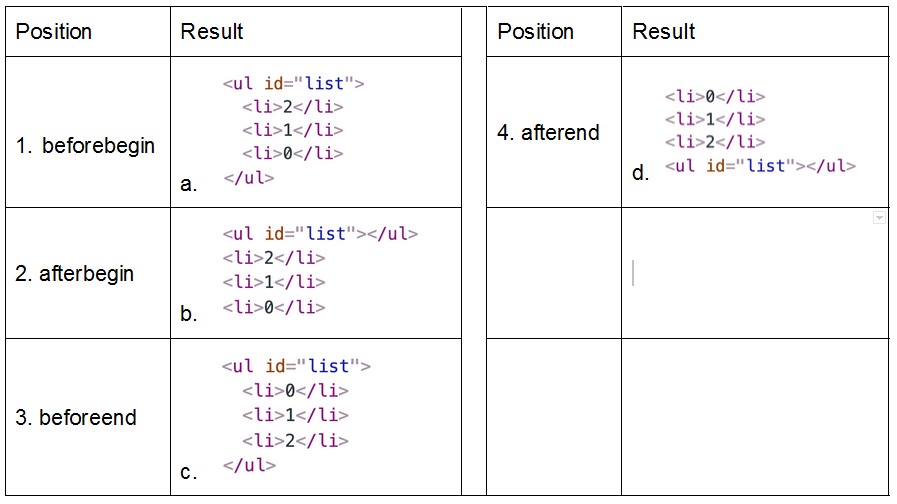 Position Result
1. beforebegin
<ul id="list">
<li>2</li>
<li>1</li>
<li>0</li>
</ul>
a.
2. afterbegin
<ul id="list"></ul>
<li>2</li>
<li>1</li>
<li>0</li>
b.
3. beforeend
<ul id="list">
<li>0</li>
<li>1</li>
<li>2</li>
</ul>
c.
Position Result
4. afterend
<li>0</li>
<li>1</li>
<li>2</li>
<ul id="list"></ul>
d.